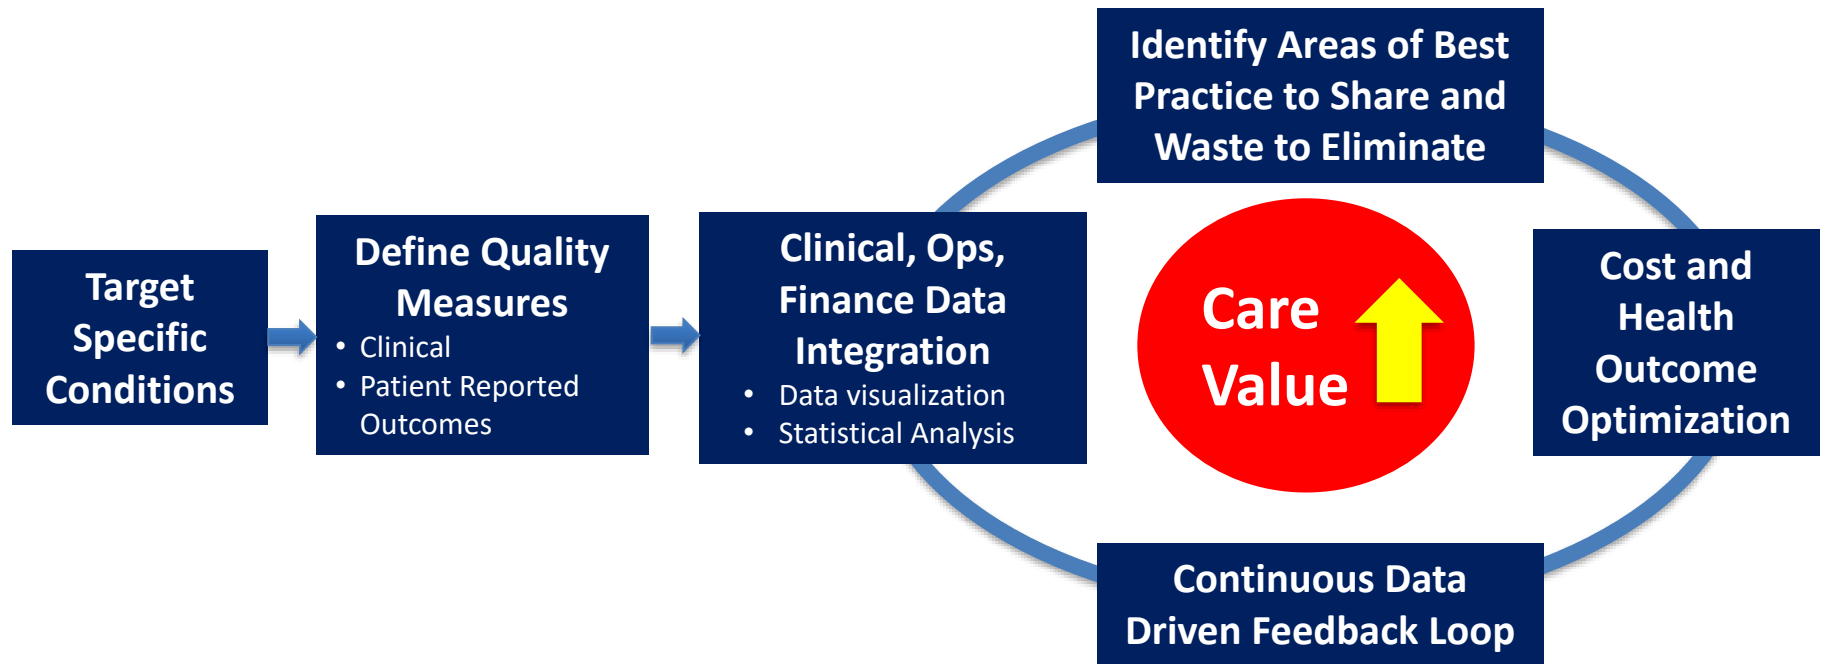 Target
Specific
Conditions
Define Quality
Measures
• Clinical
• Patient Reported
Outcomes
Clinical, Ops,
Finance Data
Integration
• Data visualization
• Statistical Analysis
Identify Areas of Best
Practice to Share and
Waste to Eliminate
Care
Value
Cost and
Health
Outcome
Optimization
Continuous Data
Driven Feedback Loop